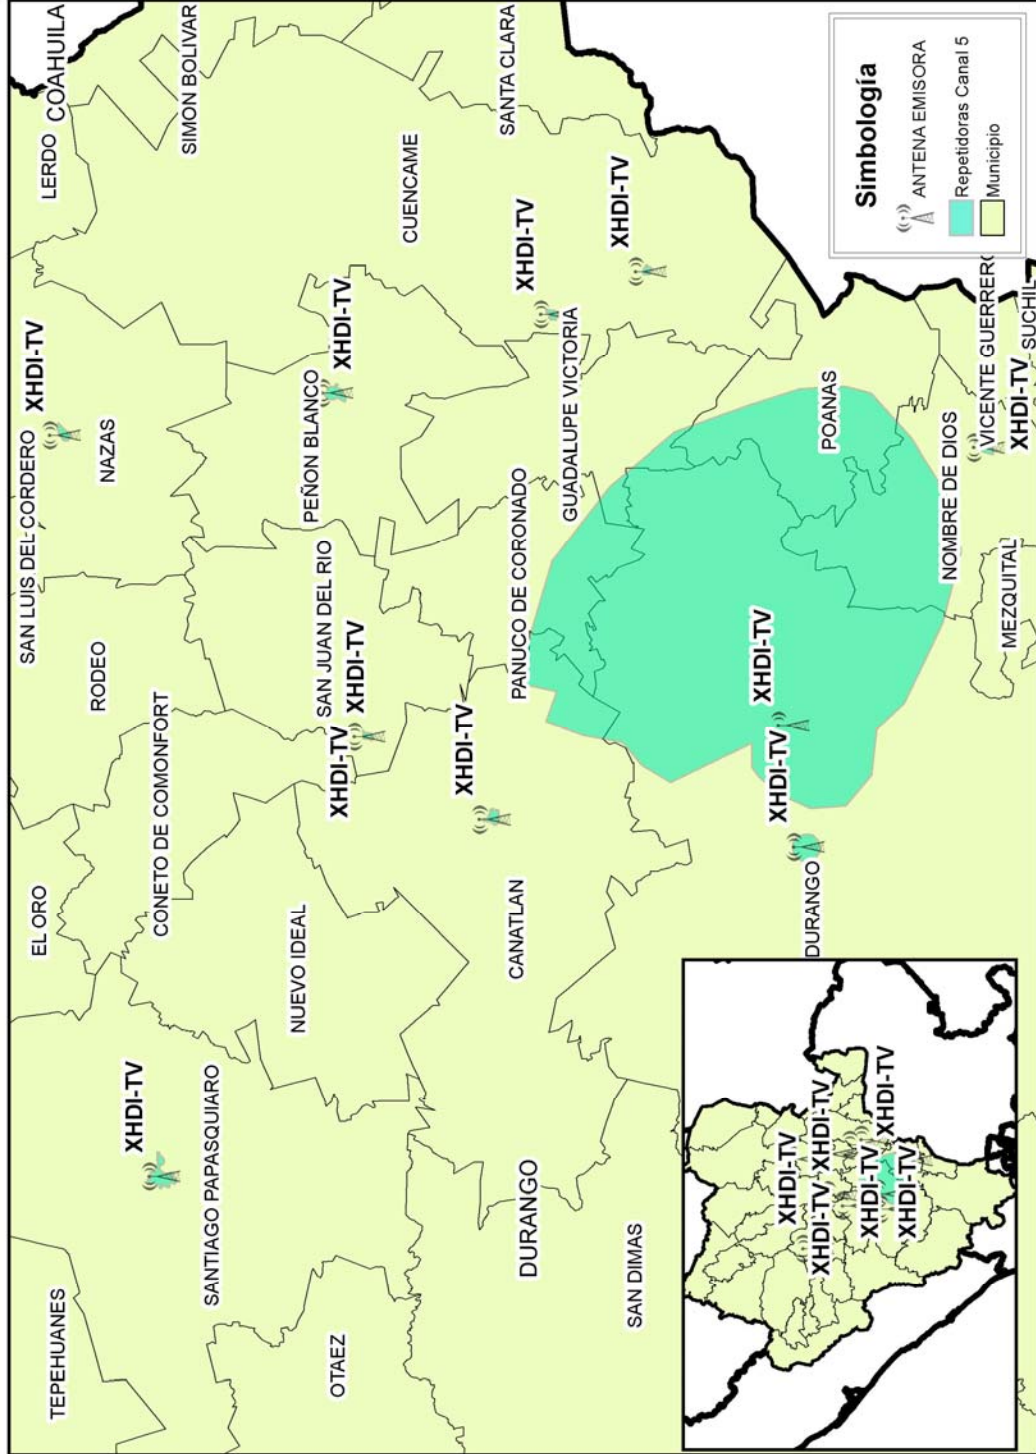 TEPEHUANES
EL ORO
SAN LUIS DEL CORDERO
XHDI-TV
LERDO
COAHUILA
RODEO
NAZAS
XHDI-TV
CONETO DE COMONFORT
SIMON BOLIVAR
SANTIAGO PAPASQUIARO
NUEVO IDEAL
SAN JUAN DEL RIO
PEÑON BLANCO
XHDI-TV
OTAEZ
XHDI-TV
XHDI-TV
CUENCAME
XHDI-TV
SANTA CLARA
DURANGO
CANATLAN
PANUCO DE CORONADO
XHDI-TV
GUADALUPE VICTORIA
XHDI-TV
SAN DIMAS
XHDI-TV
XHDI-TV
DURANGO
POANAS
NOMBRE DE DIOS
VICENTE GUERRERO
XHDI-TV
SUCHIL
MEZQUITAL
Simbología
ANTENA EMISORA
Repetidoras Canal 5
Municipio
XHDI-TV
XHDI-TV
XHDI-TV
XHDI-TV
XHDI-TV
XHDI-TV